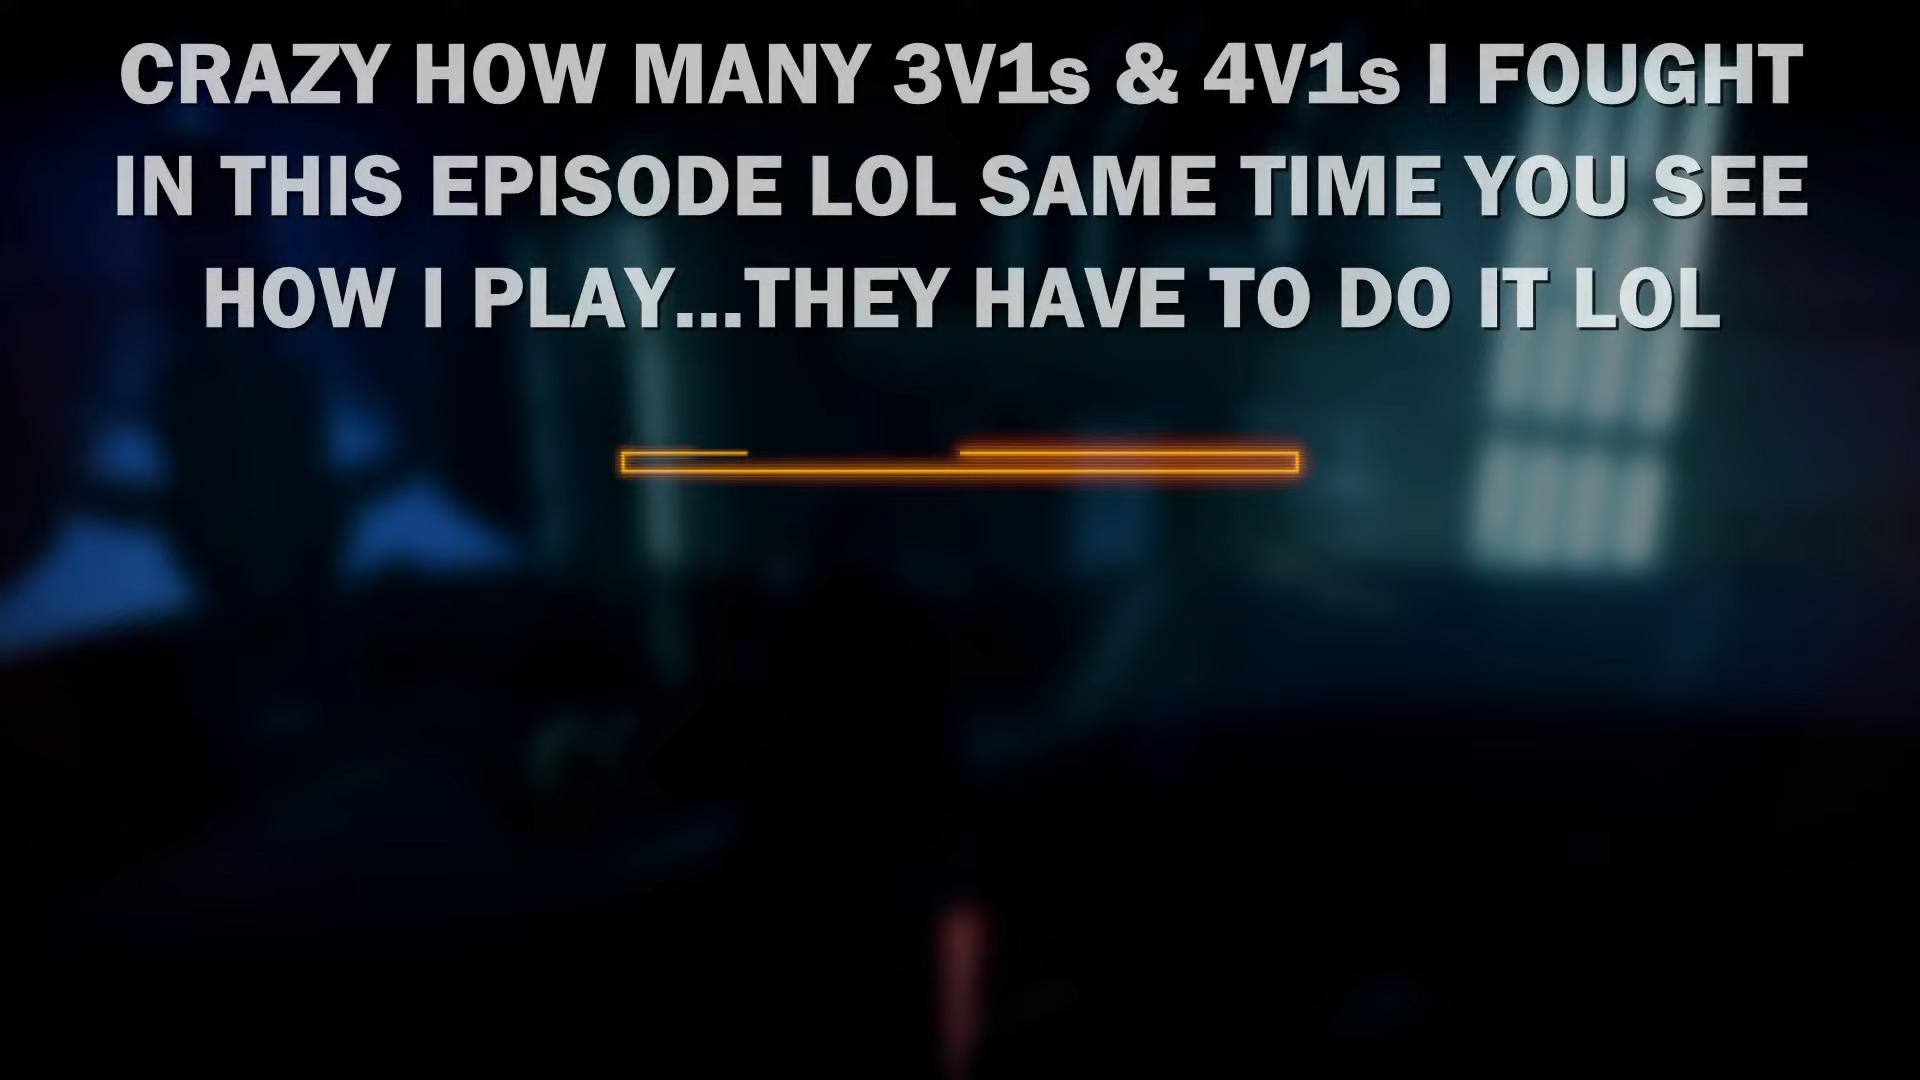 CRAZY HOW MANY 3V1s & 4V1s I FOUGHT
IN THIS EPISODE LOL SAME TIME YOU SEE
HOW I PLAY...THEY HAVE TO DO IT LOL